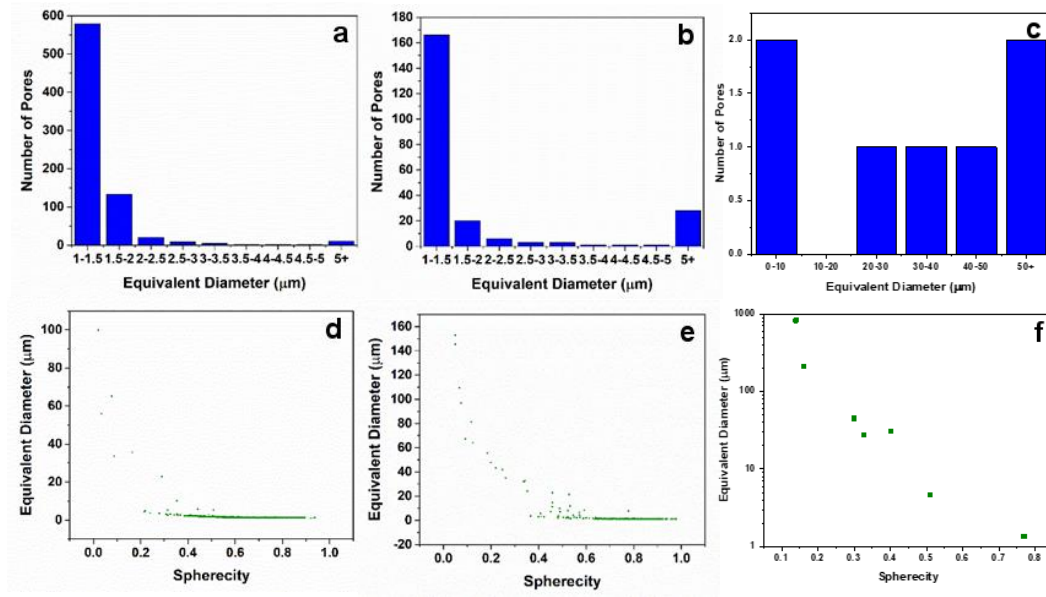 a
600
500
400
300
200
100
0
Number of Pores
1-1.5 1.5-2 2-2.5 2.5-3 3-3.5 3.5-4 4-4.5 4.5-5 5+
Equivalent Diameter (μm)
b
180
160
140
120
100
80
60
40
20
0
Number of Pores
1-1.5 1.5-2 2-2.5 2.5-3 3-3.5 3.5-4 4-4.5 4.5-5 5+
Equivalent Diameter (μm)
c
2.0
1.5
1.0
0.5
0.0
Number of Pores
0-10 10-20 20-30 30-40 40-50 50+
Equivalent Diameter (μm)
d
100
80
60
40
20
0
Equivalent Diameter (μm)
0.0 0.2 0.4 0.6 0.8 1.0
Spherecity
e
160
140
120
100
80
60
40
20
0
-20
Equivalent Diameter (μm)
0.0 0.2 0.4 0.6 0.8 1.0
Spherecity
f
1000
100
10
1
Equivalent Diameter (μm)
0.1 0.2 0.3 0.4 0.5 0.6 0.7 0.8
Spherecity